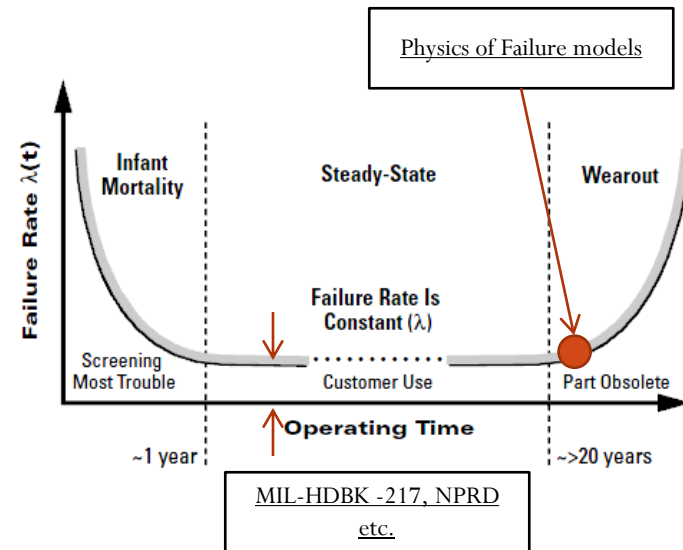 Physics of Failure models
Failure Rate λ(t)
Infant
Mortality
Steady-State
Wearout
Failure Rate Is
Constant (λ)
Screening
Most Trouble
Customer Use
Part Obsolete
Operating Time
~1 year
~>20 years
MIL-HDBK -217, NPRD
etc.